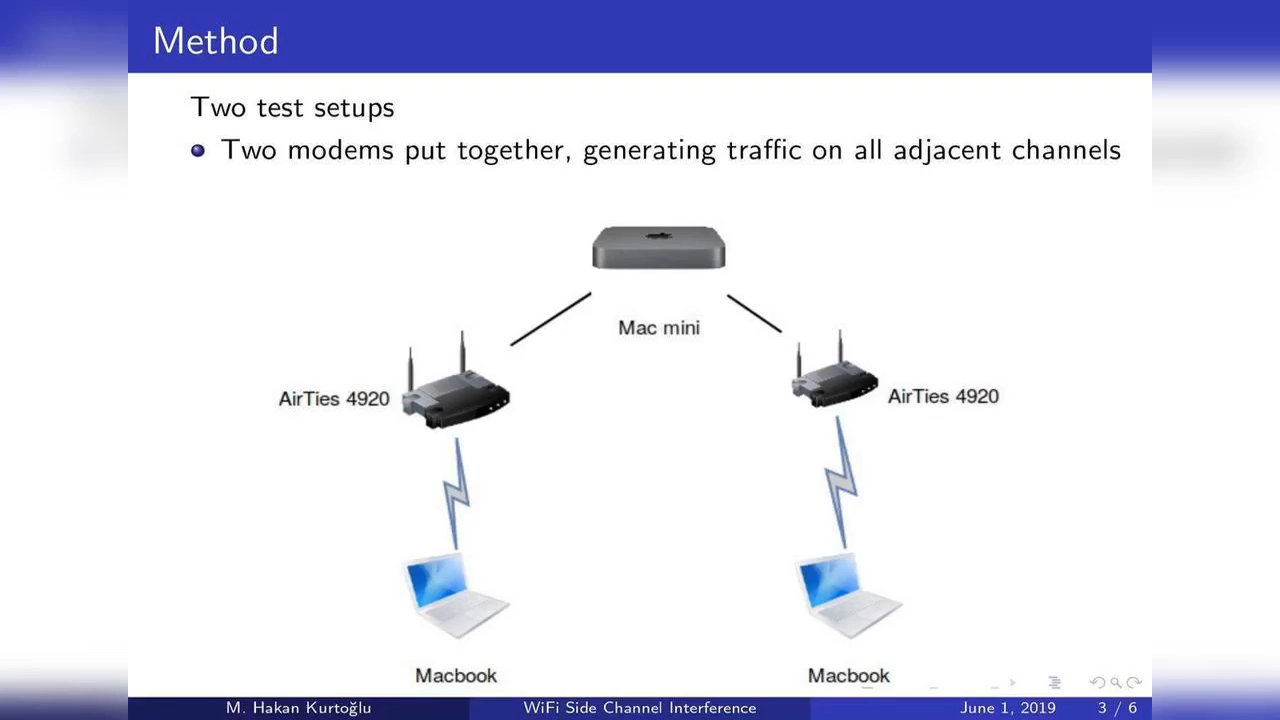 Method
Two test setups
Two modems put together, generating traffic on all adjacent channels
Mac mini
AirTies 4920
AirTies 4920
Macbook
Macbook
M. Hakan Kurtoğlu
WiFi Side Channel Interference
June 1, 2019
3 / 6